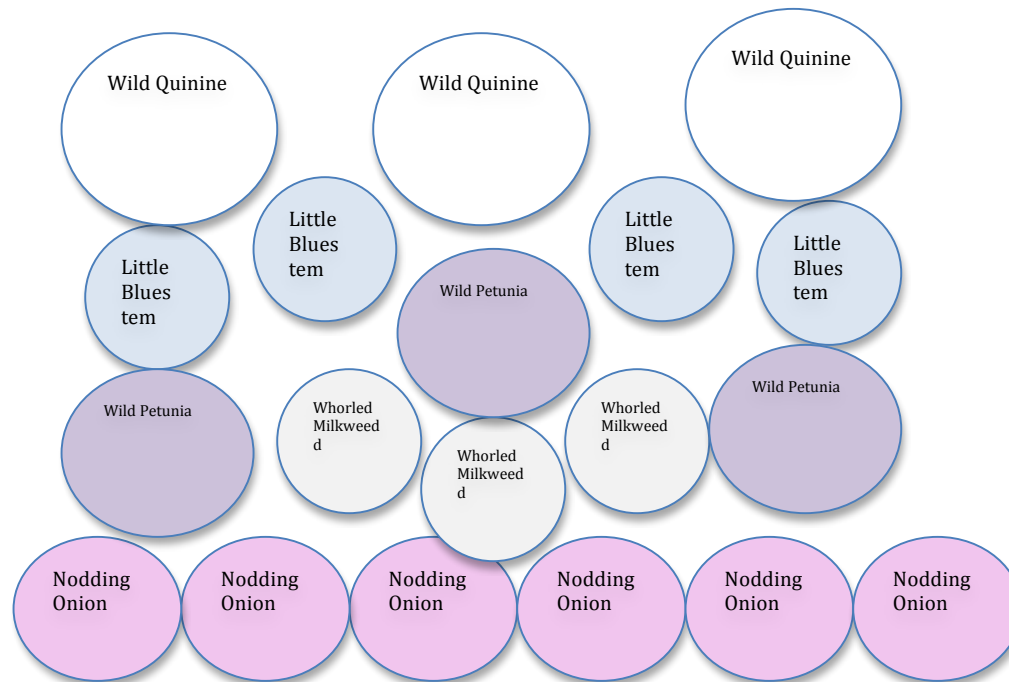 Wild Quinine
Wild Quinine
Wild Quinine
Little
Blues
tem
Little
Blues
tem
Little
Blues
tem
Little
Blues
tem
Wild Petunia
Wild Petunia
Wild Petunia
Whorled
Milkweed
d
Whorled
Milkweed
d
Whorled
Milkweed
d
Nodding
Onion
Nodding
Onion
Nodding
Onion
Nodding
Onion
Nodding
Onion
Nodding
Onion